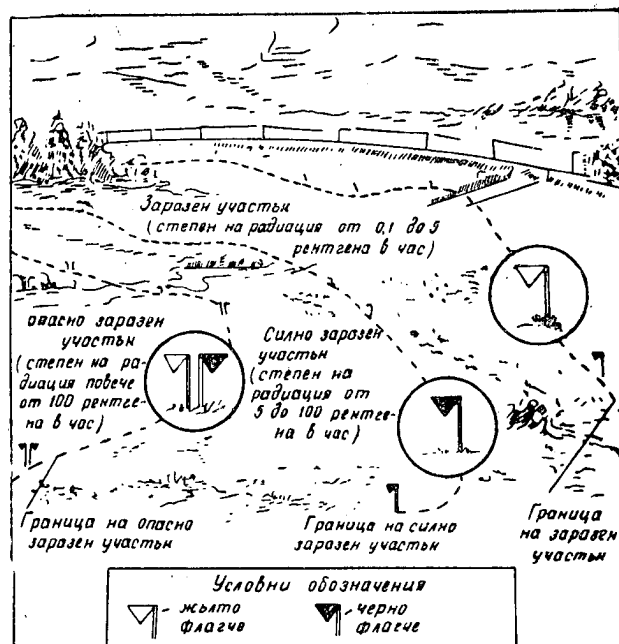 Заразен участък
(степен на радиация от 0,1 до 5
рентгена в час)
опасно заразен
участък
(степен на ра-
диация повече
от 100 рентге-
на в час)
Силно заразен
участък
(степен на
радиация от
5 до 100 рентге-
на в час)
Граница на опасно
заразен участък
Граница на силно
заразен участък
Граница
на заразен
участък
Условни обозначения
- жълто
флагче
- черно
флагче